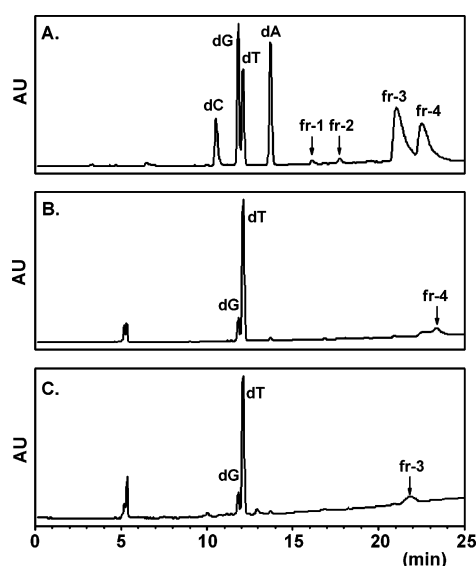 A.
dG
dA
dT
dC
fr-1 fr-2
fr-3
fr-4
AU
B.
dT
dG
fr-4
AU
C.
dT
dG
fr-3
AU
0 5 10 15 20 25
(min)